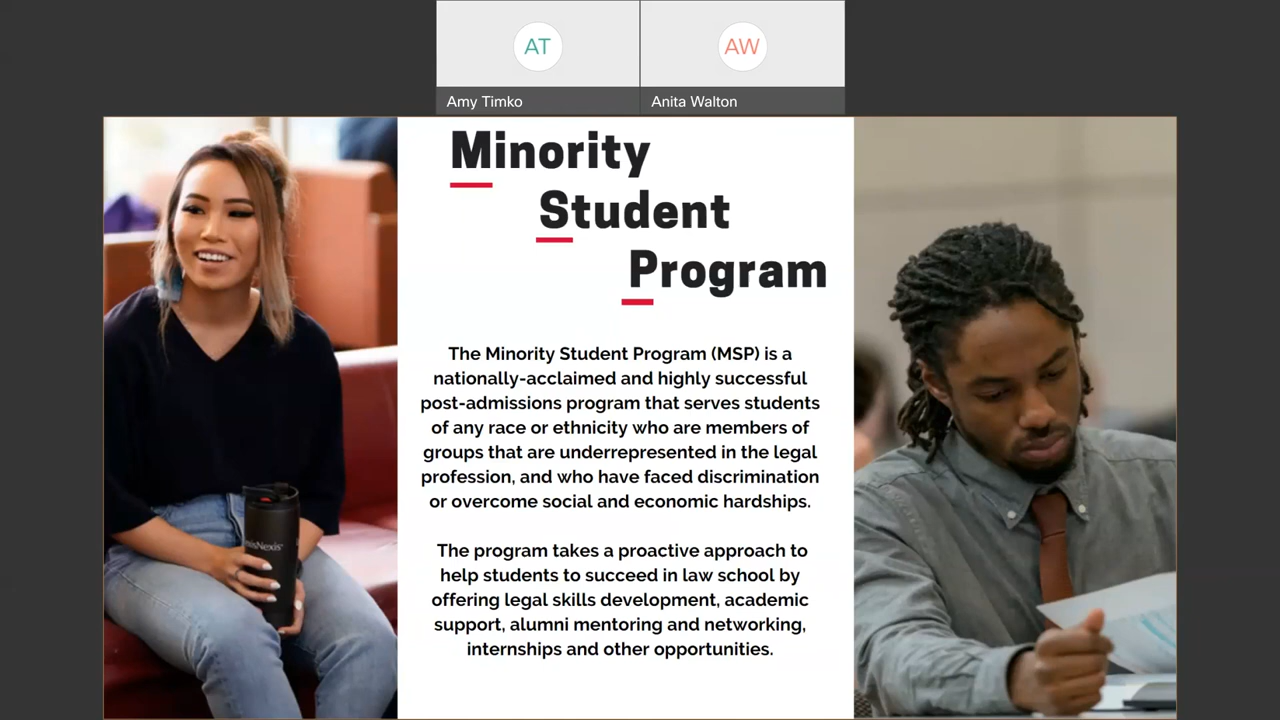 AT
AW
Amy Timko
Anita Walton
Minority
Student
Program
The Minority Student Program (MSP) is a
nationally-acclaimed and highly successful
post-admissions program that serves students
of any race or ethnicity who are members of
groups that are underrepresented in the legal
profession, and who have faced discrimination
or overcome social and economic hardships.
The program takes a proactive approach to
help students to succeed in law school by
offering legal skills development, academic
support, alumni mentoring and networking,
internships and other opportunities.